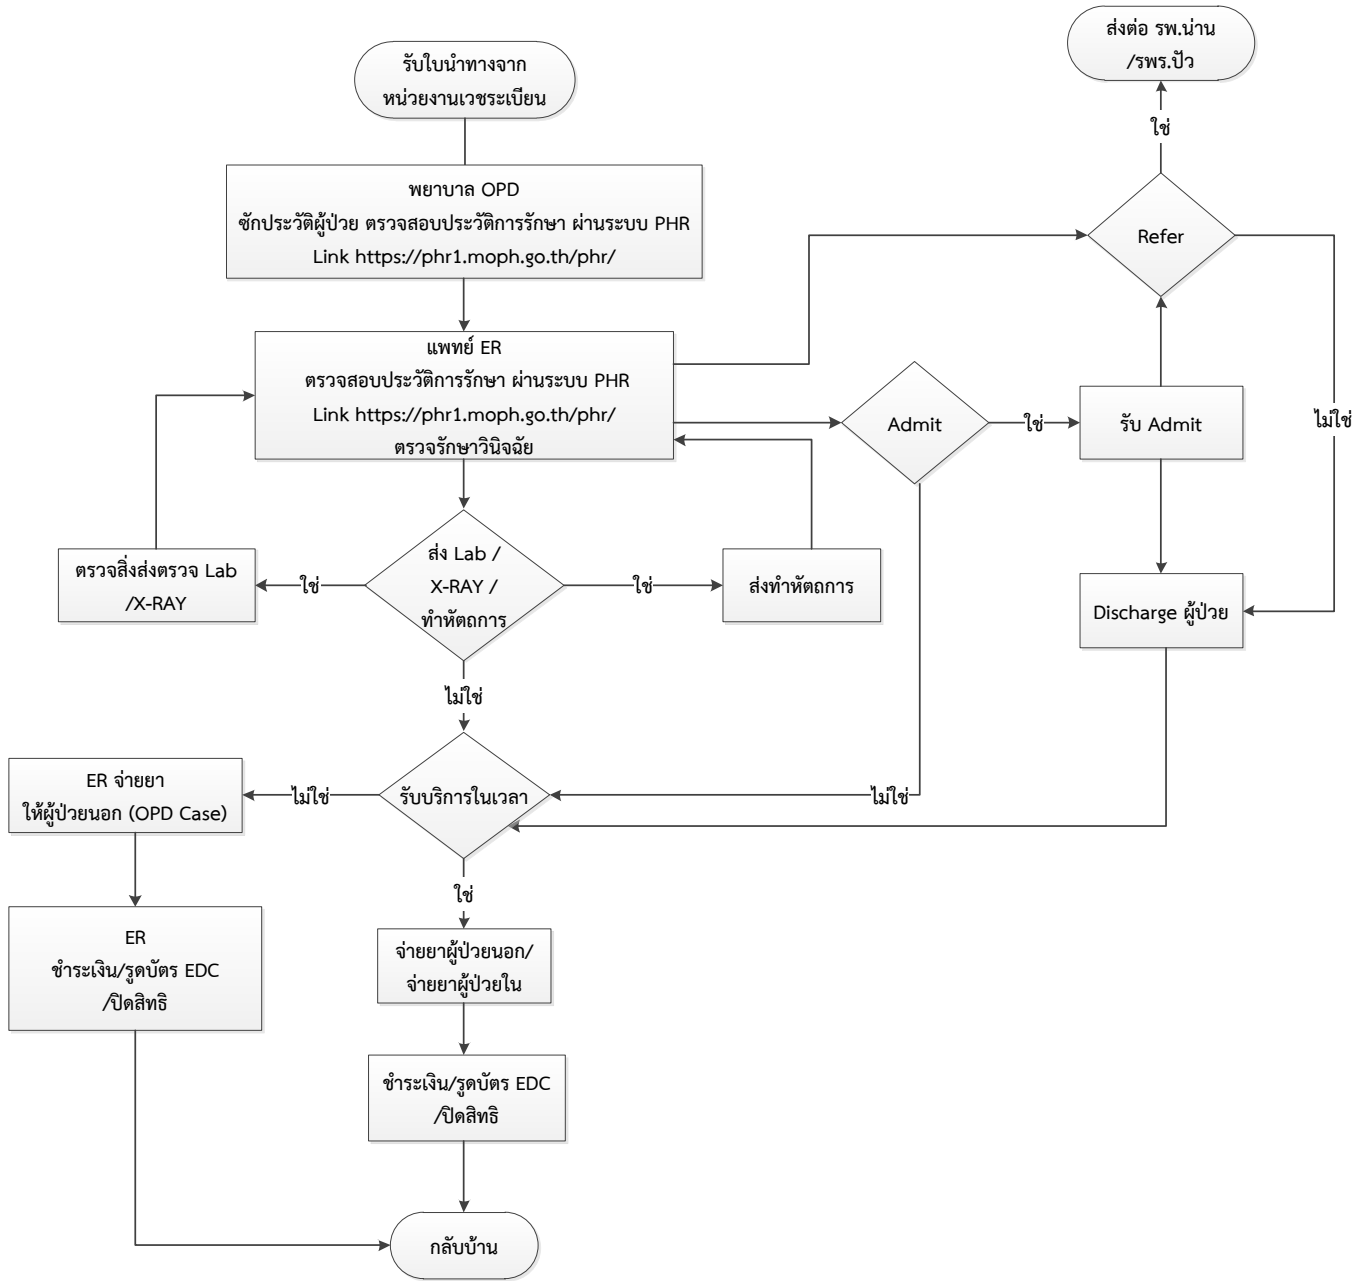 ส่งต่อ รพ.น่าน
/รพร.ปัว
รับใบนำทางจาก
หน่วยงานเวชระเบียน
ใช่
พยาบาล OPD
ซักประวัติผู้ป่วย ตรวจสอบประวัติการรักษา ผ่านระบบ PHR
Link https://phr1.moph.go.th/phr/
Refer
แพทย์ ER
ตรวจสอบประวัติการรักษา ผ่านระบบ PHR
Link https://phr1.moph.go.th/phr/
ตรวจรักษาวินิจฉัย
Admit
ใช่
รับ Admit
ไม่ใช่
ตรวจสิ่งส่งตรวจ Lab
/X-RAY
ใช่
ส่ง Lab /
X-RAY /
ทำหัตถการ
ใช่
ส่งทำหัตถการ
Discharge ผู้ป่วย
ไม่ใช่
ER จ่ายยา
ให้ผู้ป่วยนอก (OPD Case)
ไม่ใช่
รับบริการในเวลา
ไม่ใช่
ใช่
ER
ชำระเงิน/รูดบัตร EDC
/ปิดสิทธิ
จ่ายยาผู้ป่วยนอก/
จ่ายยาผู้ป่วยใน
ชำระเงิน/รูดบัตร EDC
/ปิดสิทธิ
กลับบ้าน